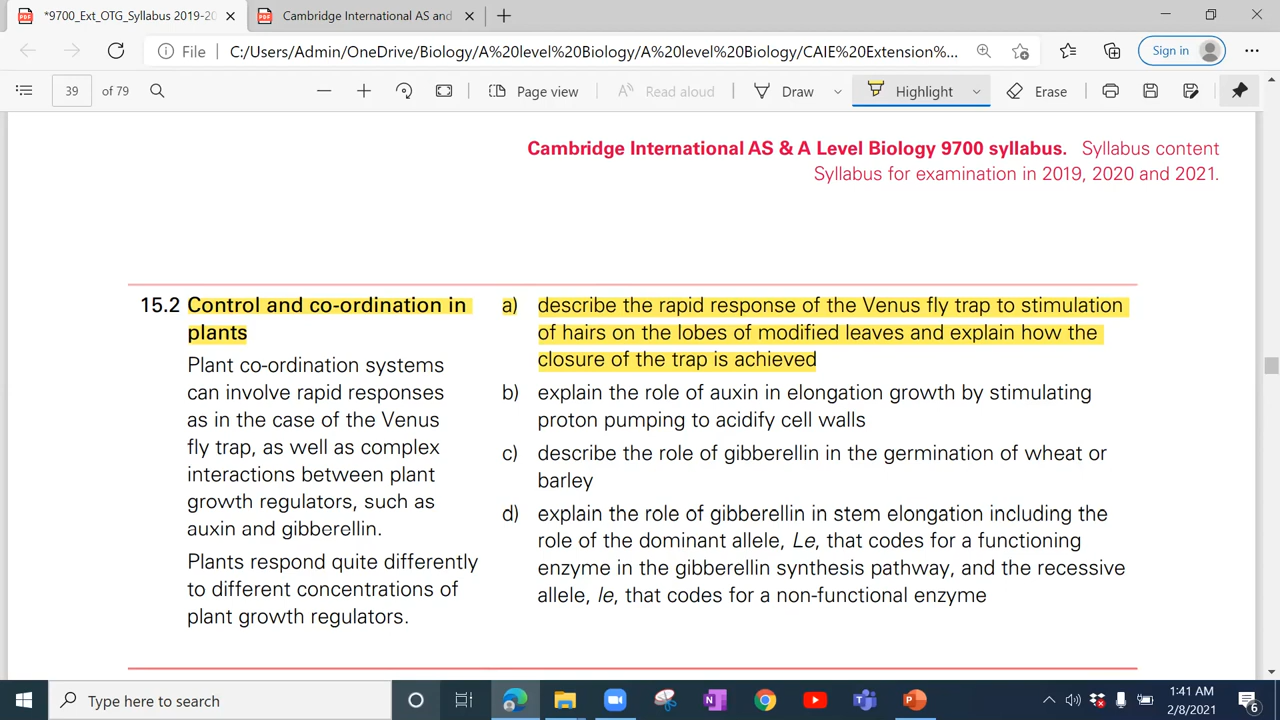 *9700_Ext_OTG_Syllabus 2019-20
Cambridge International AS and
File
C:/Users/Admin/OneDrive/Biology/A%20level%20Biology/A%20level%20Biology/CAIE%20Extension%...
Sign in
39 of 79
Page view
Read aloud
Draw
Highlight
Erase
Cambridge International AS & A Level Biology 9700 syllabus. Syllabus content
Syllabus for examination in 2019, 2020 and 2021.
15.2 Control and co-ordination in
plants
Plant co-ordination systems
can involve rapid responses
as in the case of the Venus
fly trap, as well as complex
interactions between plant
growth regulators, such as
auxin and gibberellin.
Plants respond quite differently
to different concentrations of
plant growth regulators.
a) describe the rapid response of the Venus fly trap to stimulation
of hairs on the lobes of modified leaves and explain how the
closure of the trap is achieved
b) explain the role of auxin in elongation growth by stimulating
proton pumping to acidify cell walls
c) describe the role of gibberellin in the germination of wheat or
barley
d) explain the role of gibberellin in stem elongation including the
role of the dominant allele, Le, that codes for a functioning
enzyme in the gibberellin synthesis pathway, and the recessive
allele, le, that codes for a non-functional enzyme
Type here to search
1:41 AM
2/8/2021
6